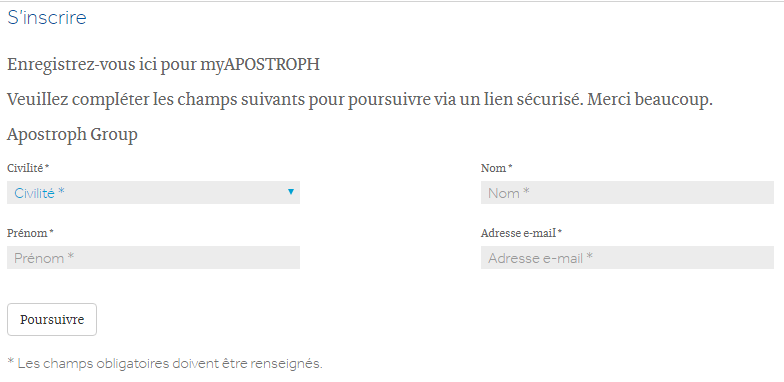 S'inscrire
Enregistrez-vous ici pour myAPOSTROPH
Veuillez compléter les champs suivants pour poursuivre via un lien sécurisé. Merci beaucoup.
Apostroph Group
Civilité *
Nom *
Civilité *
Nom *
Prénom *
Adresse e-mail *
Prénom *
Adresse e-mail *
Poursuivre
* Les champs obligatoires doivent être renseignés.